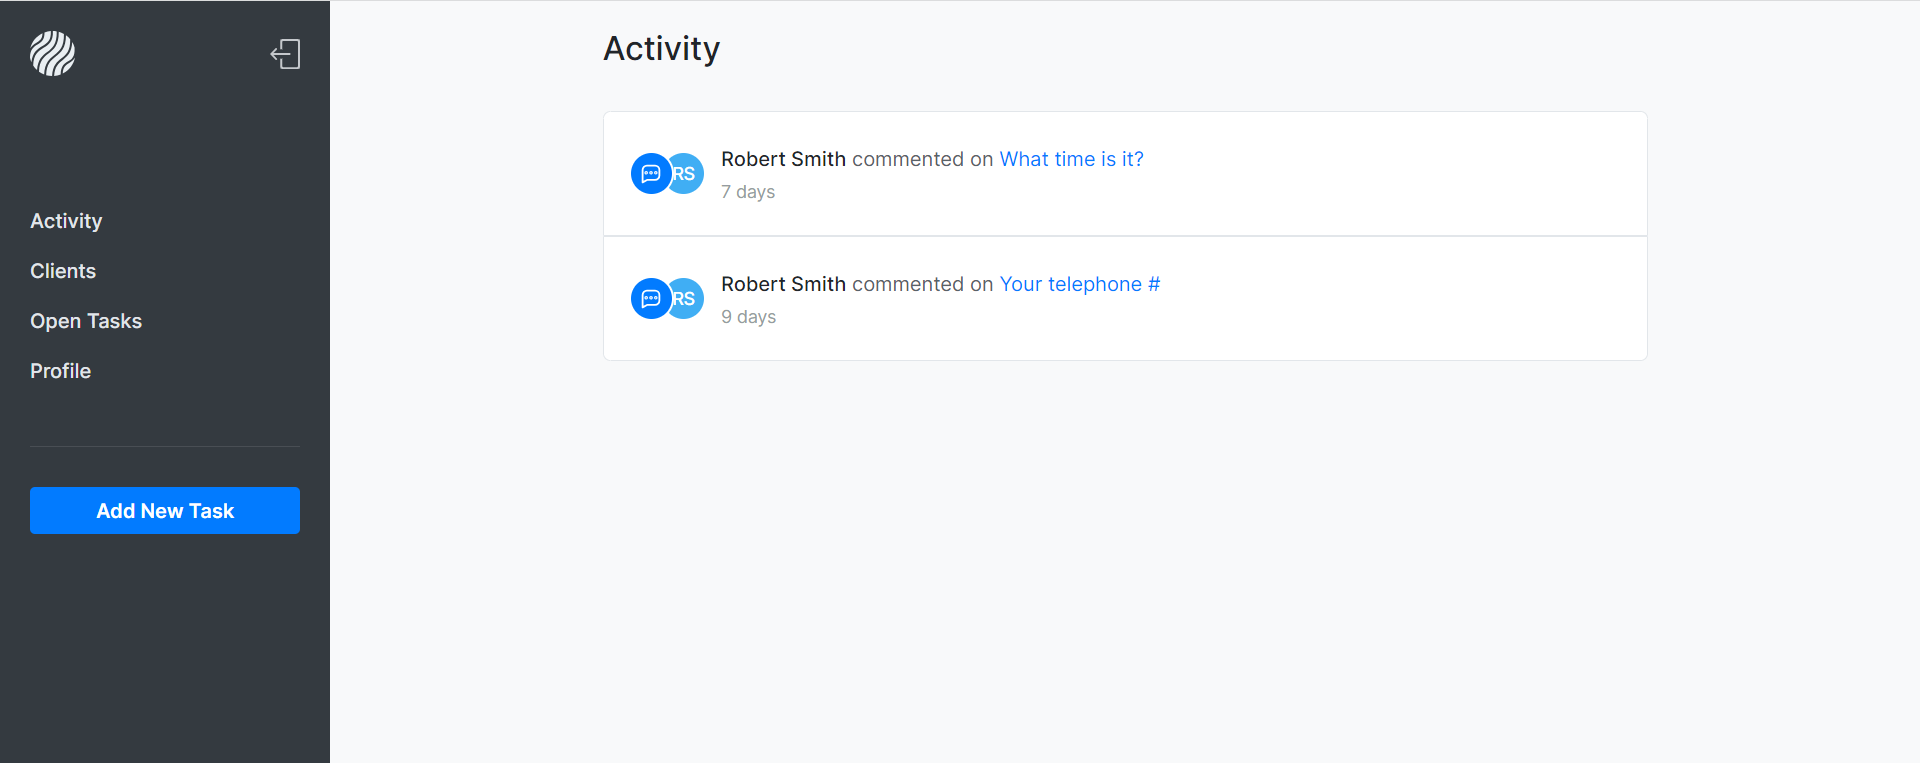 Activity
Clients
Open Tasks
Profile
Add New Task
Activity
RS
Robert Smith commented on What time is it?
7 days
RS
Robert Smith commented on Your telephone #
9 days